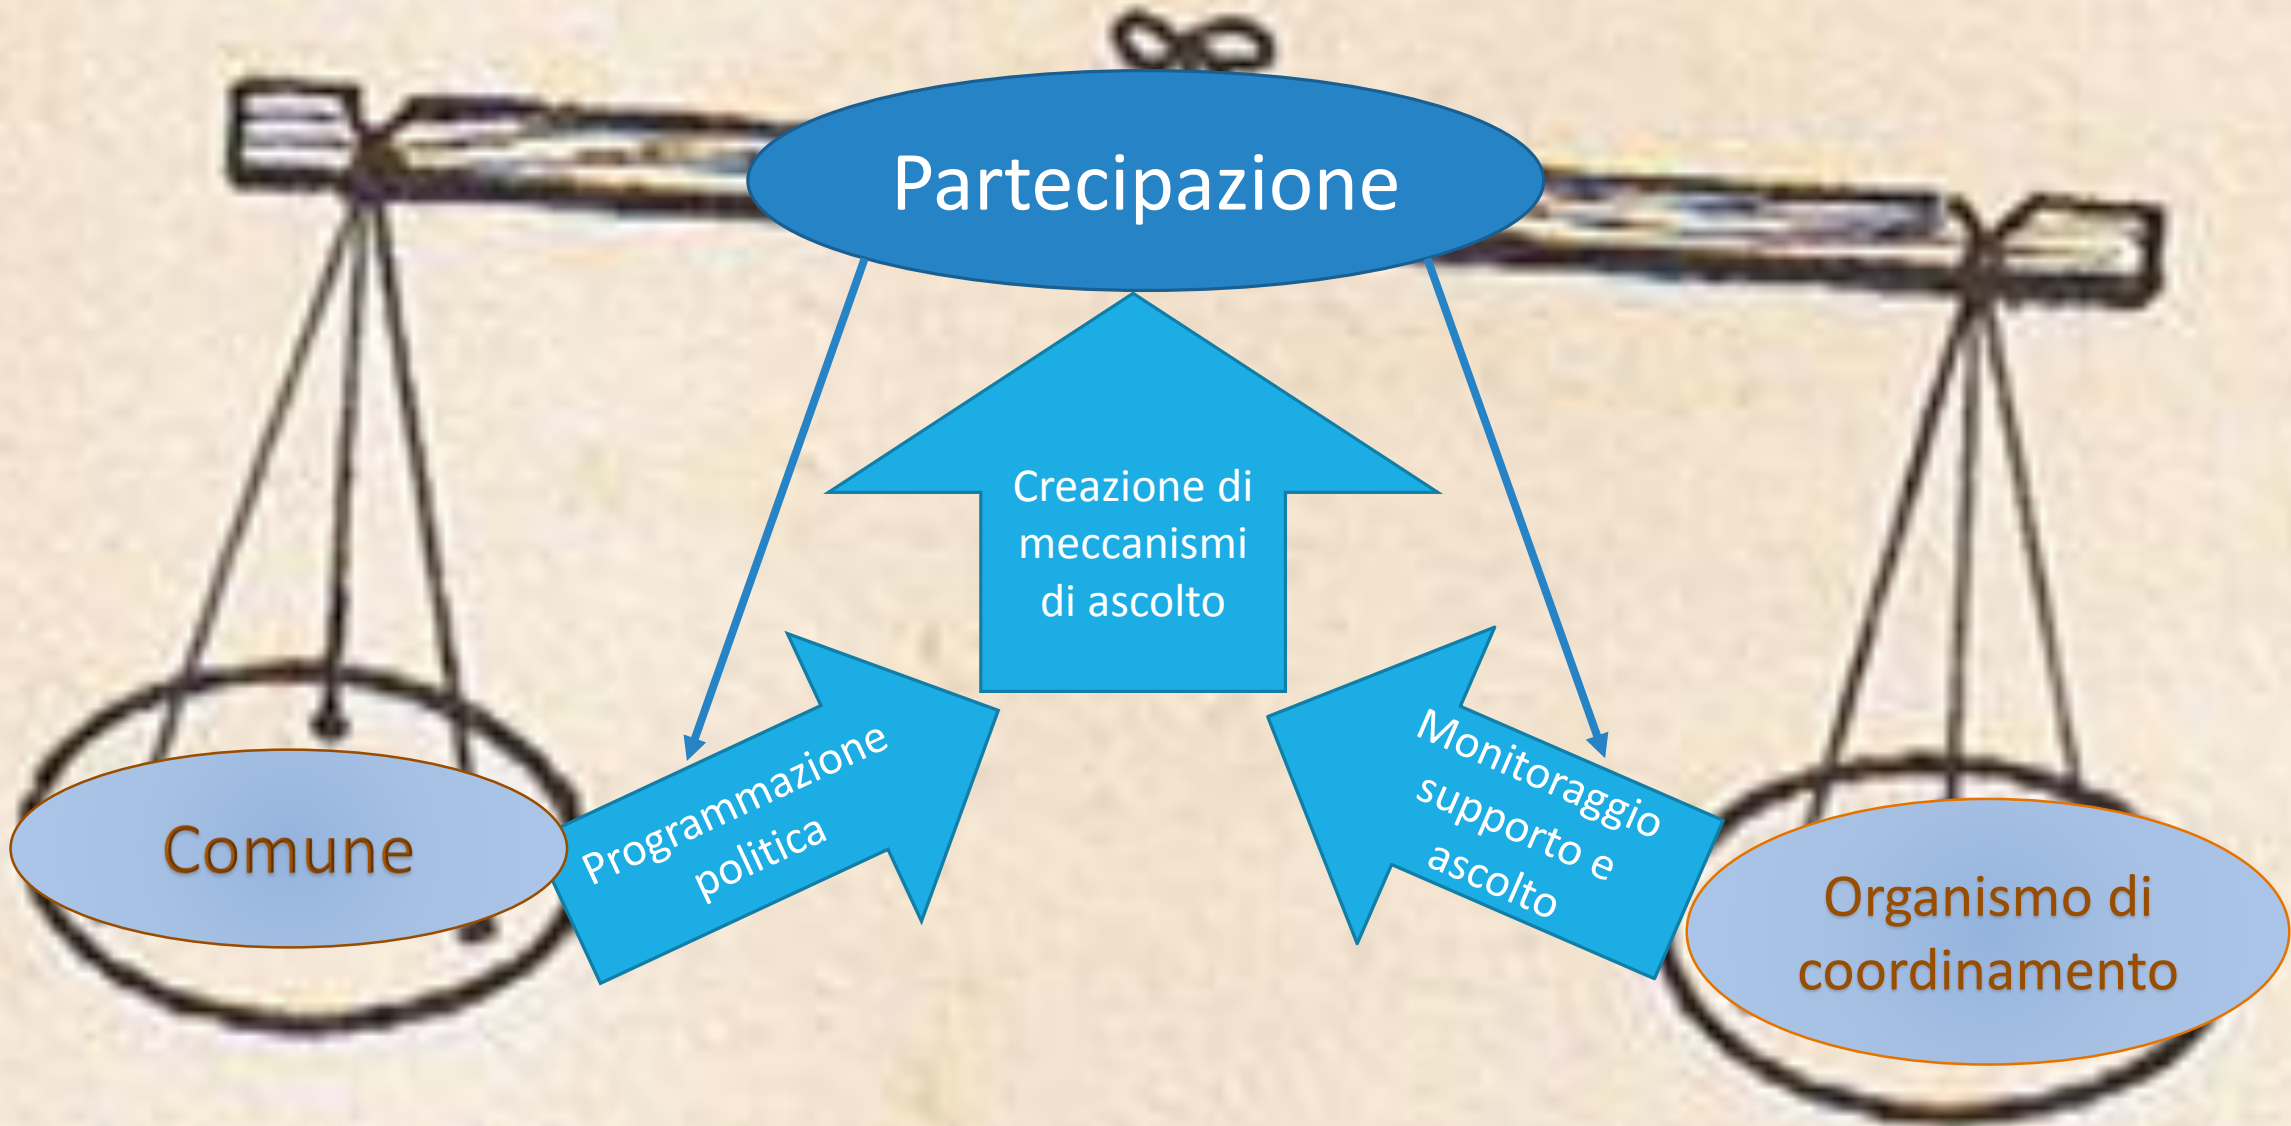 Partecipazione
Creazione di
meccanismi
di ascolto
Programmazione
politica
Monitoraggio
supporto e
ascolto
Comune
Organismo di
coordinamento